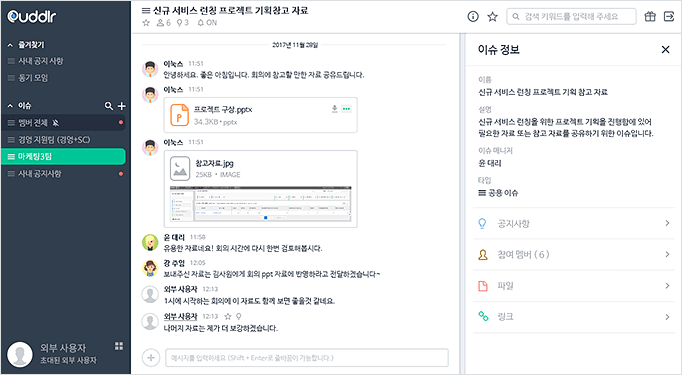 ouddlr
즐겨찾기
사내 공지 사항
동기 모임
이슈
멤버 전체
경영 지원팀 (경영+SC)
마케팅3팀
사내 공지사항
외부 사용자
초대된 외부 사용자
신규 서비스 런칭 프로젝트 기획참고 자료
6 3 ON
검색 키워드를 입력해 주세요
2017년 11월 28일
이눅스 11:51
안녕하세요. 좋은 아침입니다. 회의에 참고할 만한 자료 공유드립니다.
이눅스 11:51
프로젝트 구상.pptx
34.3KB • pptx
이눅스 11:51
참고자료.jpg
25KB • IMAGE
윤 대리 11:58
유용한 자료네요! 회의 시간에 다시 한번 검토해봅시다.
강 주임 12:05
보내주신 자료는 김사원에게 회의 ppt 자료에 반영하라고 전달하겠습니다~
외부 사용자 12:13
1시에 시작하는 회의에 이 자료도 함께 보면 좋을것 같네요.
외부 사용자 12:13
나머지 자료는 제가 더 보강하겠습니다.
메시지를 입력하세요 (Shift + Enter로 줄바꿈이 가능합니다.)
이슈 정보
이름
신규 서비스 런칭 프로젝트 기획 참고 자료
설명
신규 서비스 런칭을 위한 프로젝트 기획을 진행함에 있어
필요한 자료 또는 참고 자료를 공유하기 위한 이슈입니다.
이슈 매니저
윤 대리
타입
공용 이슈
공지사항
참여 멤버 ( 6 )
파일
링크